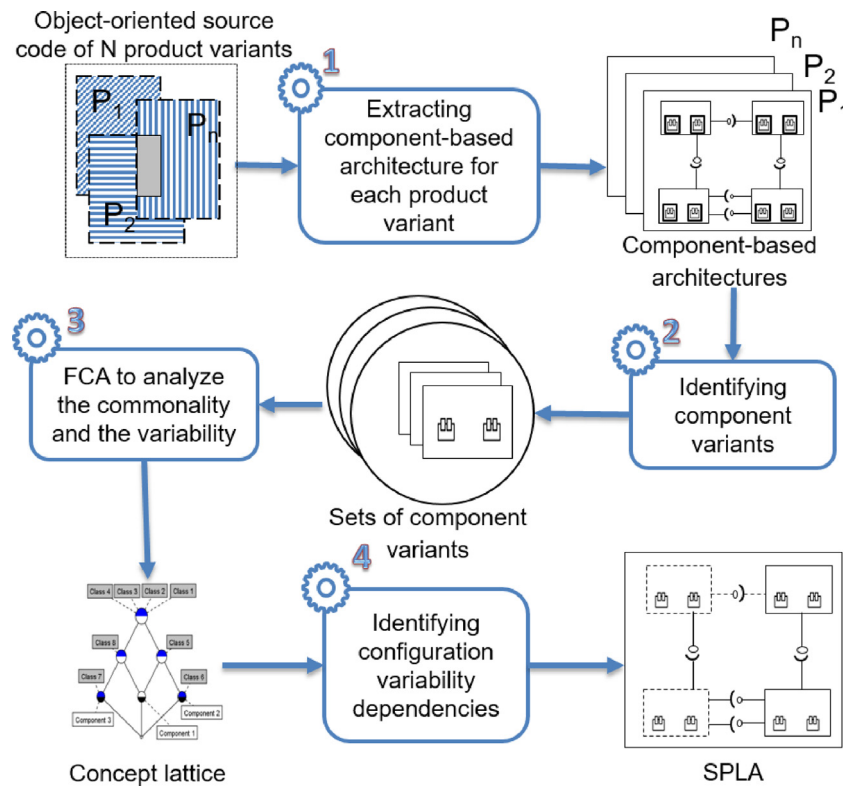 Object-oriented source
code of N product variants
P1
Pn
P2
1
Extracting
component-based
architecture for
each product
variant
Pn
P2
P1
Component-based
architectures
2
Identifying
component
variants
Sets of component
variants
3
FCA to analyze
the commonality
and the variability
Class 4 Class 3 Class 2 Class 1
Class 8 Class 5
Class 7 Class 6
Component 3 Component 2
Component 1
Concept lattice
4
Identifying
configuration
variability
dependencies
SPLA